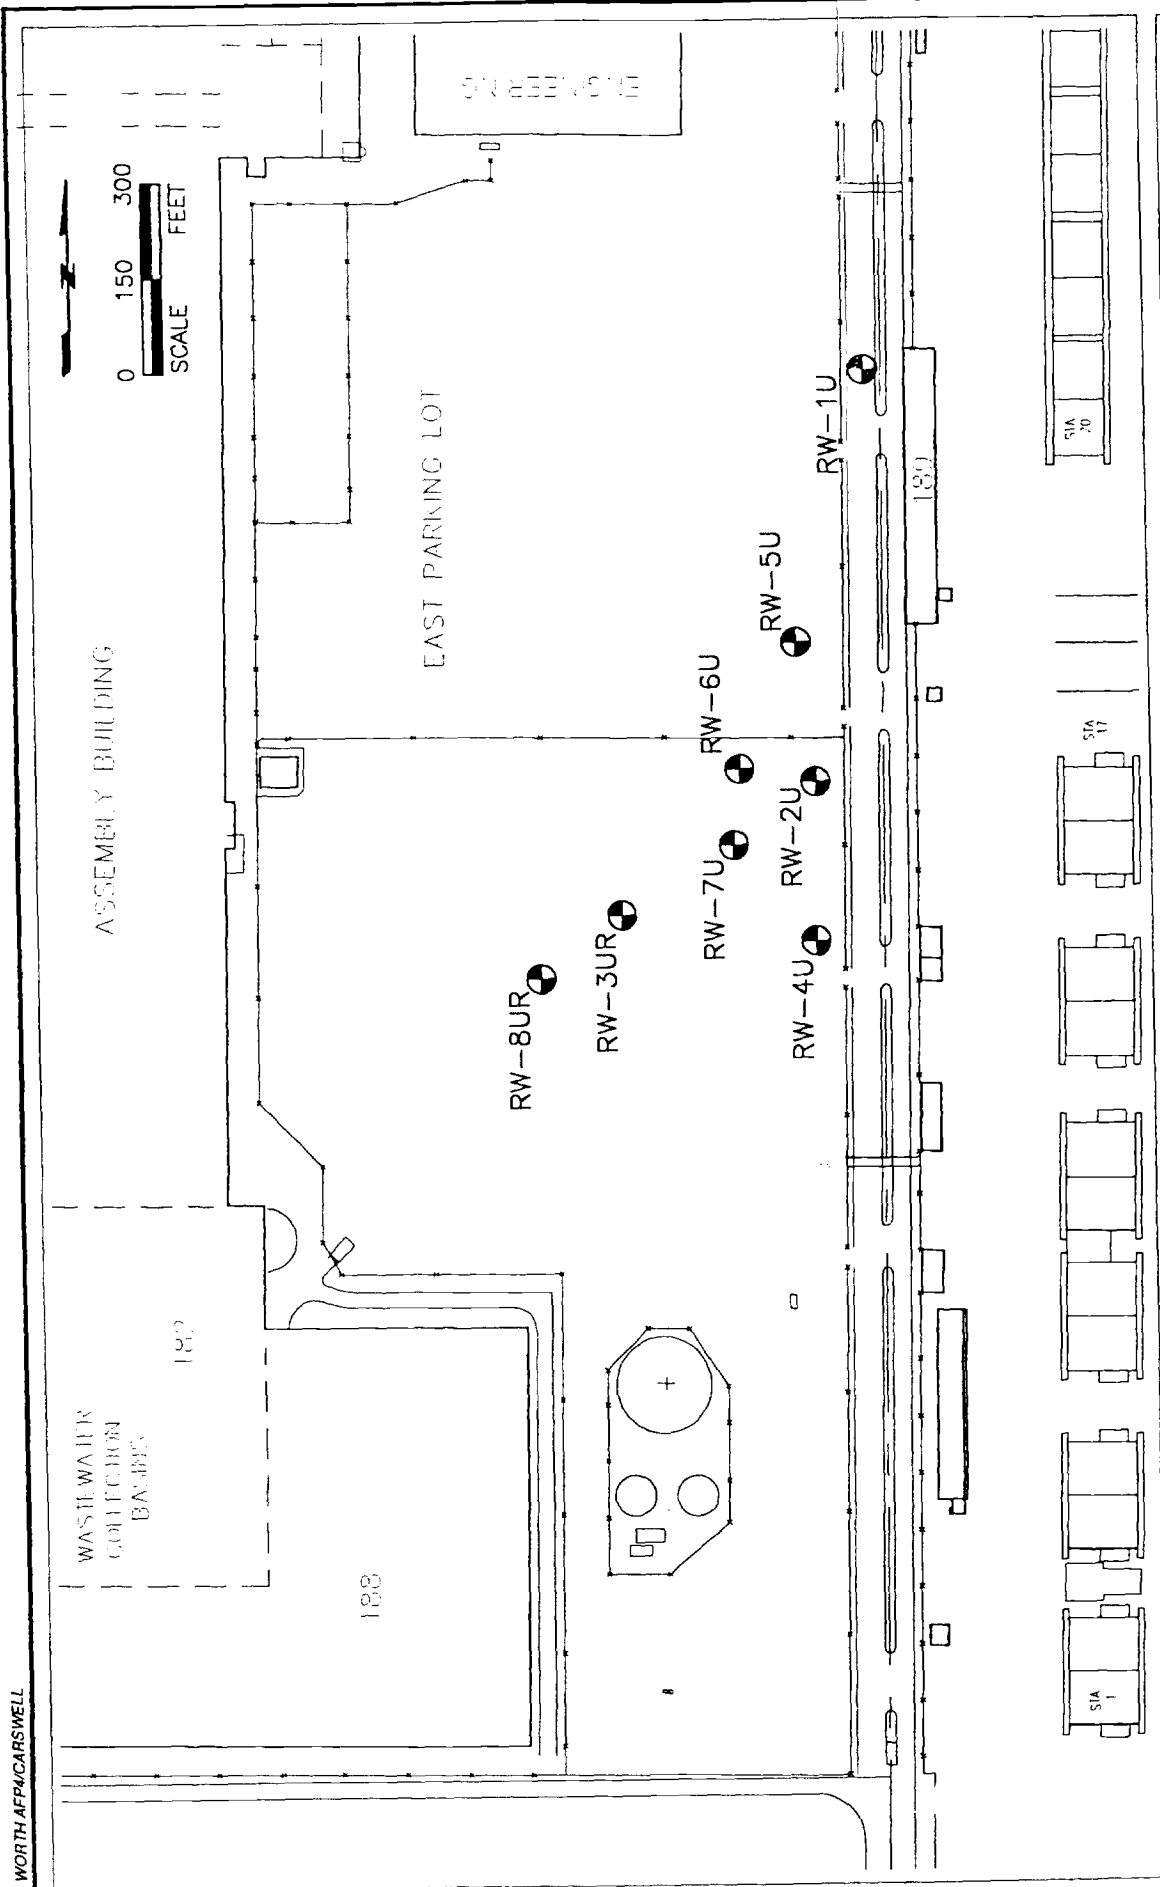 WORTH AFP4/CARSWELL
ASSEMBLY BUILDING
N
0 150 300
SCALE FEET
ENGINEERING
EAST PARKING LOT
WASTEWATER
COLLECTION
BASINS
188
RW-8UR
RW-3UR
RW-7U
RW-6U
RW-5U
RW-4U
RW-2U
RW-1U
STA
1
STA
17
STA
20